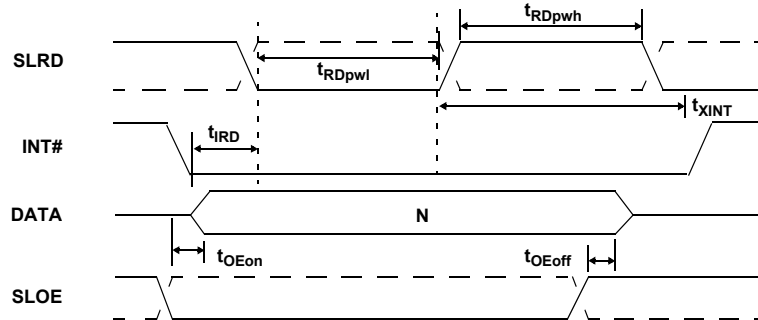 tRDpwh
SLRD
tRDpwl
tXINT
tIRD
INT#
DATA
N
tOEon
tOEoff
SLOE